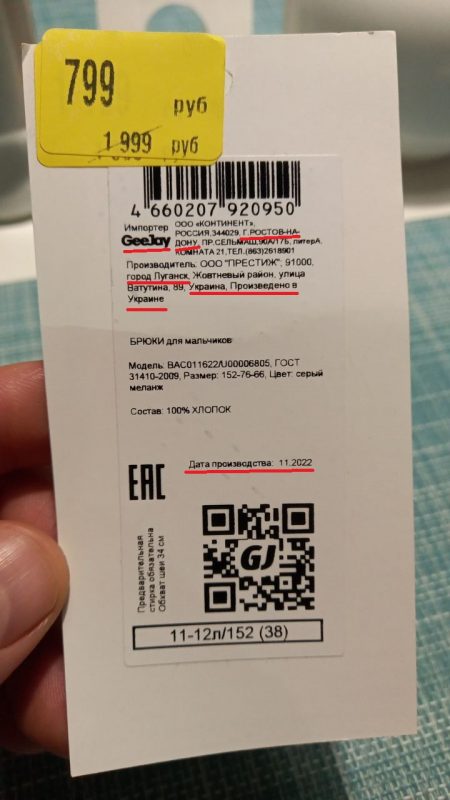 799
руб
1 999 руб
4 660207 920950
Импортер
GeeJay
ООО «КОНТИНЕНТ»,
РОССИЯ,344029, Г.РОСТОВ-НА-
ДОНУ, ПР.СЕЛЬМАШ,90А/17Б, литерА,
КОМНАТА 21,ТЕЛ.(863)2618901
Производитель: ООО "ПРЕСТИЖ", 91000,
город Луганск, Жовтневый район, улица
Ватутина, 89, Украина, Произведено в
Украине
БРЮКИ для мальчиков
Модель: BAC011622/U00006805, ГОСТ
31410-2009, Размер: 152-76-66, Цвет: серый
меланж
Состав: 100% ХЛОПОК
Дата производства: 11.2022
EAC
GJ
Предварительная
стирка обязательна
Обхват шеи 34 см
11-12л/152 (38)